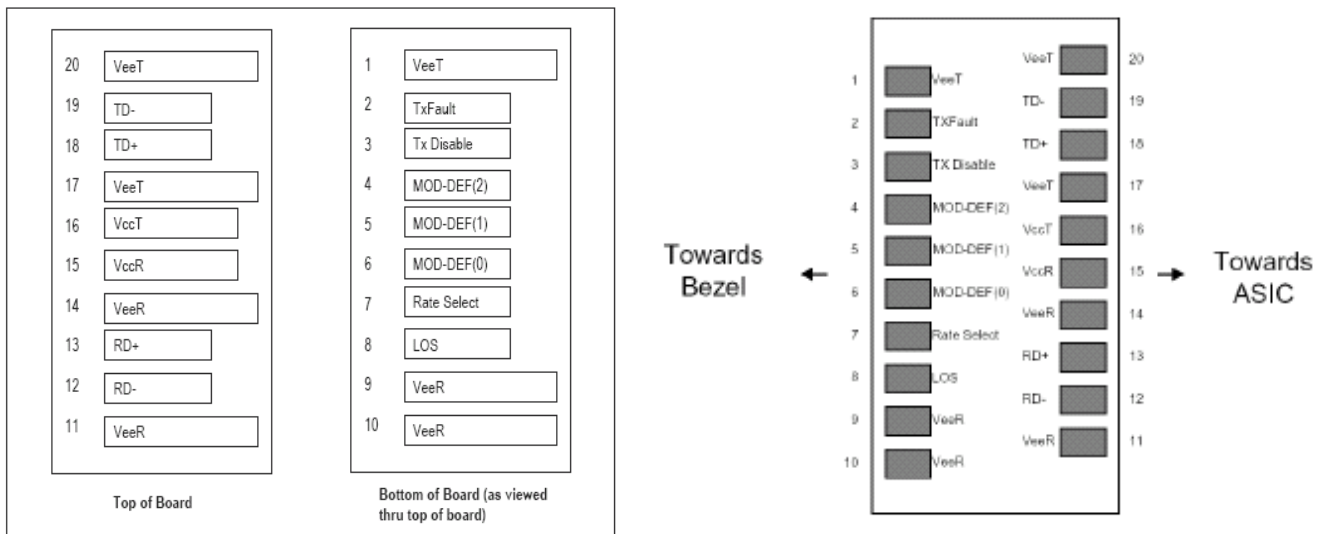 20 VeeT
19 TD-
18 TD+
17 VeeT
16 VccT
15 VccR
14 VeeR
13 RD+
12 RD-
11 VeeR
Top of Board
1 VeeT
2 TxFault
3 Tx Disable
4 MOD-DEF(2)
5 MOD-DEF(1)
6 MOD-DEF(0)
7 Rate Select
8 LOS
9 VeeR
10 VeeR
Bottom of Board (as viewed
thru top of board)
Towards
Bezel
1 VeeT
2 TXFault
3 TX Disable
4 MOD-DEF(2)
5 MOD-DEF(1)
6 MOD-DEF(0)
7 Rate Select
8 LOS
9 VeeR
10 VeeR
VeeT 20
TD- 19
TD+ 18
VeeT 17
VccT 16
VccR 15
VeeR 14
RD+ 13
RD- 12
VeeR 11
Towards
ASIC